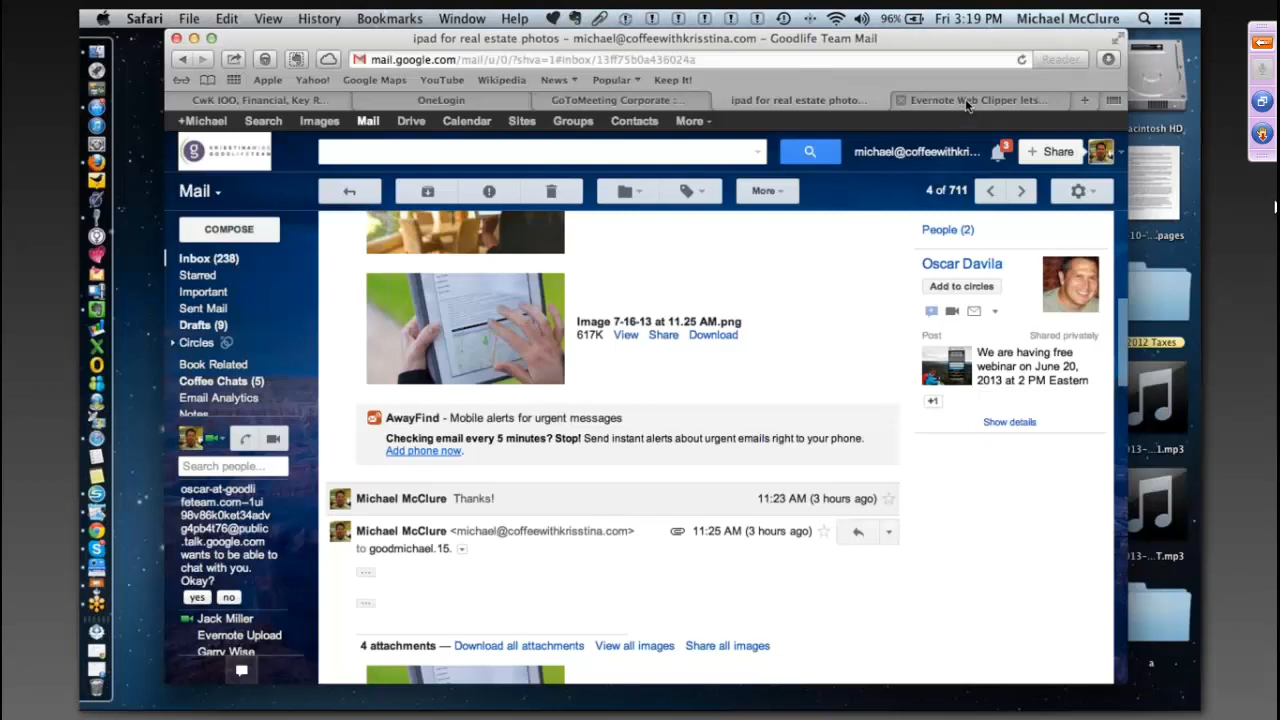 Safari File Edit View History Bookmarks Window Help 96% Fri 3:19 PM Michael McClure
ipad for real estate photos – michael@coffeewithkrisstina.com – Goodlife Team Mail
mail.google.com/mail/u/0/?shva=1#inbox/13ff75b0a436024a Reader
Apple Yahoo! Google Maps YouTube Wikipedia News Popular Keep It!
CwK IOO, Financial, Key R... OneLogin GoToMeeting Corporate :... ipad for real estate photo... Evernote Web Clipper lets...
+Michael Search Images Mail Drive Calendar Sites Groups Contacts More
michael@coffeewithkri... 3 + Share
Mail More 4 of 711
COMPOSE
Inbox (238)
Starred
Important
Sent Mail
Drafts (9)
Circles
Book Related
Coffee Chats (5)
Email Analytics
Notes
Search people...
oscar-at-goodli
feteam.com--1ui
98v86k0ket34adv
g4pb4t76@public
.talk.google.com
wants to be able to
chat with you.
Okay?
yes no
Jack Miller
Evernote Upload
Garry Wise
Image 7-16-13 at 11.25 AM.png
617K View Share Download
AwayFind - Mobile alerts for urgent messages
Checking email every 5 minutes? Stop! Send instant alerts about urgent emails right to your phone.
Add phone now.
Michael McClure Thanks! 11:23 AM (3 hours ago)
Michael McClure <michael@coffeewithkrisstina.com> 11:25 AM (3 hours ago)
to goodmichael.15.
4 attachments — Download all attachments View all images Share all images
People (2)
Oscar Davila
Add to circles
Post Shared privately
We are having free
webinar on June 20,
2013 at 2 PM Eastern
+1
Show details
acintosh HD
10-...pages
2012 Taxes
013-...1.mp3
013-...T.mp3
a